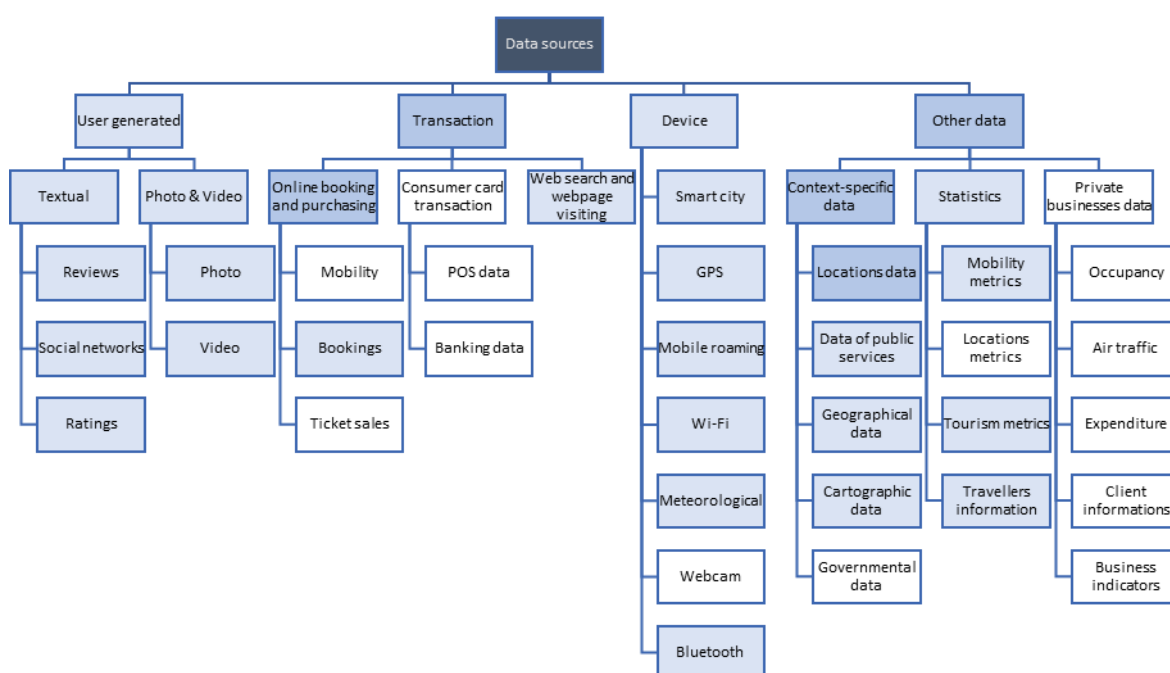 Data sources
User generated
Transaction
Device
Other data
Textual
Photo & Video
Online booking
and purchasing
Consumer card
transaction
Web search and
webpage
visiting
Smart city
Context-specific
data
Statistics
Private
businesses data
Reviews
Photo
Mobility
POS data
GPS
Locations data
Mobility
metrics
Occupancy
Social networks
Video
Bookings
Banking data
Mobile roaming
Data of public
services
Locations
metrics
Air traffic
Ratings
Ticket sales
Wi-Fi
Geographical
data
Tourism metrics
Expenditure
Meteorological
Cartographic
data
Travellers
information
Client
informations
Webcam
Governmental
data
Business
indicators
Bluetooth